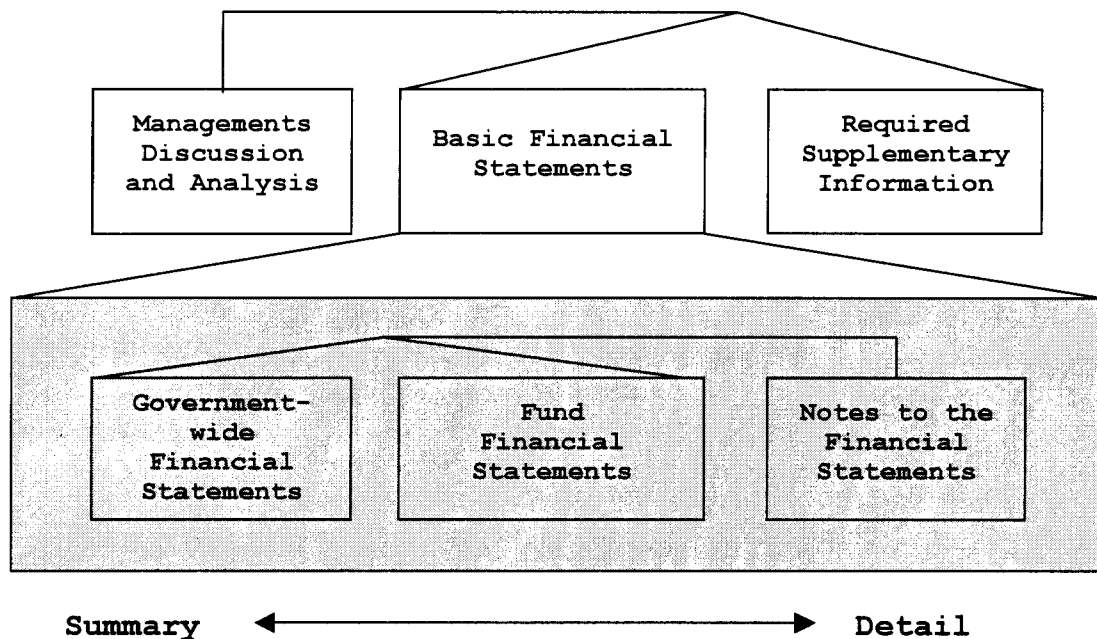 Managements
Discussion
and Analysis
Basic Financial
Statements
Required
Supplementary
Information
Government-
wide
Financial
Statements
Fund
Financial
Statements
Notes to the
Financial
Statements
Summary
Detail